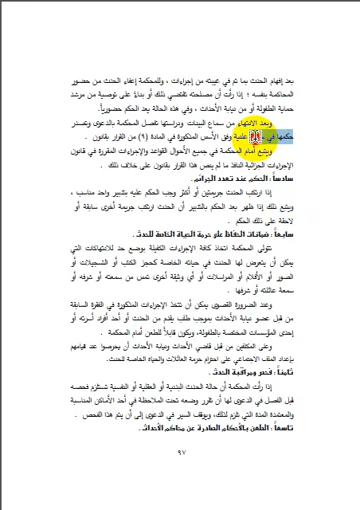 بعد إفهام الحدث بما تم في غيبته من إجراءات ، وللمحكمة إعفاء الحدث من حضور
المحاكمة بنفسه ؛ إذا رأت أن مصلحته تقتضي ذلك أو بناءً على توصية من مرشد
حماية الطفولة أو من نيابة الأحداث ، وفي هذه الحالة يعد الحكم حضورياً.
وبعد الانتهاء من سماع البينات ودراستها تفصل المحكمة بالدعوى وتصدر
حكمها في علنية وفق الأسس المذكورة في المادة (٩) من القرار بقانون .
ويتبع أمام المحكمة في جميع الأحوال القواعد والإجراءات المقررة في قانون
الإجراءات الجزائية النافذ ما لم ينص هذا القرار بقانون على خلاف ذلك .
سادساً : الحكم عند تعدد الجرائم.
إذا ارتكب الحدث جريمتين أو أكثر وجب الحكم عليه بتدبير واحد مناسب ،
ويتبع ذلك إذا ظهر بعد الحكم بالتدبير أن الحدث ارتكب جريمة أخرى سابقة أو
لاحقة على ذلك الحكم .
سابعاً : ضمانات الحفاظ على حرمة الحياة الخاصة للحدث.
تتولى المحكمة اتخاذ كافة الإجراءات الكفيلة بوضع حد للانتهاكات التي
يمكن أن يتعرض لها الحدث في حياته الخاصة كحجز الكتب أو التسجيلات أو
الصور أو الأفلام أو المراسلات أو أي وثيقة أخرى تمس من سمعته أو شرفه أو
سمعة عائلته أو شرفها .
وعند الضرورة القصوى يمكن أن تتخذ الإجراءات المذكورة في الفقرة السابقة
من قبل عضو نيابة الأحداث بموجب طلب يقدم من الحدث أو أحد أفراد أسرته أو
إحدى المؤسسات المختصة بالطفولة، ويكون قابلاً للطعن أمام المحكمة .
وعلى المكلفين من قبل قاضي الأحداث ونيابة الأحداث أن يحرصوا عند قيامهم
بإعداد الملف الاجتماعي على احترام حرمة العائلات والحياة الخاصة للحدث.
ثامناً : فحص ومراقبة الحدث.
إذا رأت المحكمة أن حالة الحدث البدنية أو العقلية أو النفسية تستلزم فحصه
قبل الفصل في الدعوى لها أن تقرر وضعه تحت الملاحظة في أحد الأماكن المناسبة
والمعتمدة المدة التي تلزم لذلك، ويوقف السير في الدعوى إلى أن يتم هذا الفحص .
تاسعاً : الطعن بالأحكام الصادرة عن محاكم الأحداث.
٩٧